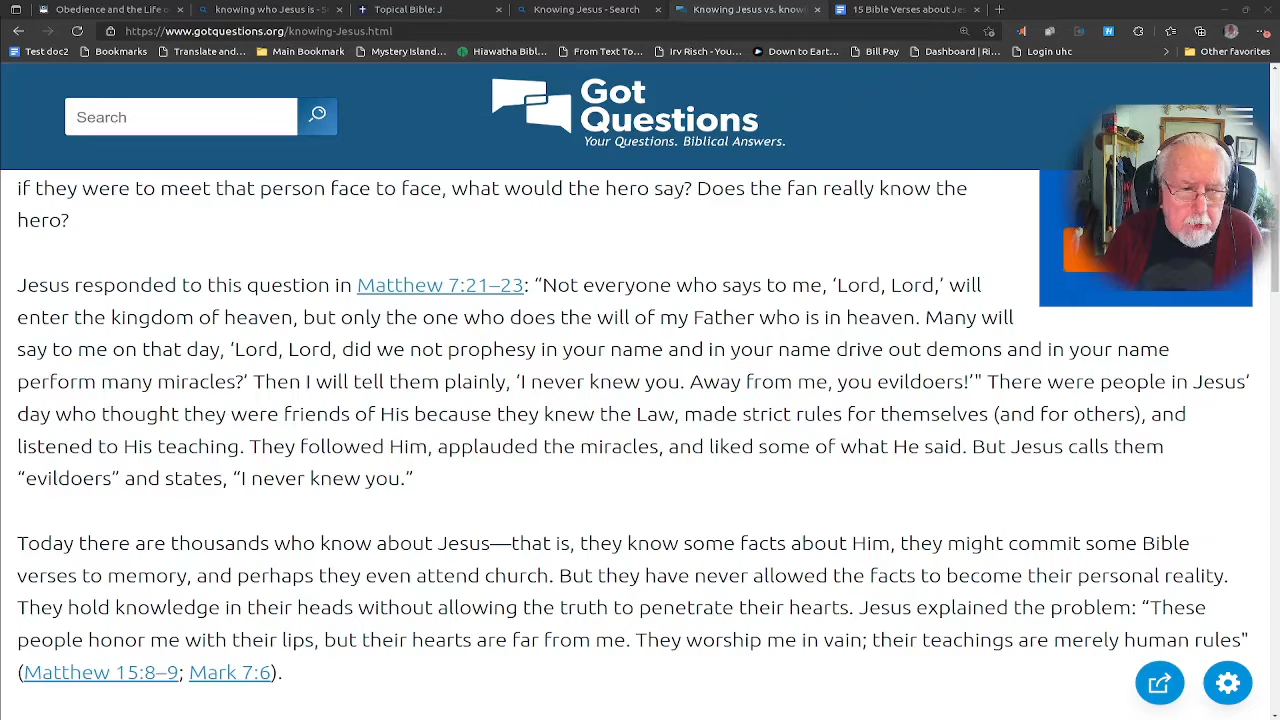 Obedience and the Life o
knowing who Jesus is - S
Topical Bible: J
Knowing Jesus - Search
Knowing Jesus vs. knowi
15 Bible Verses about Jes
https://www.gotquestions.org/knowing-Jesus.html
Test doc2
Bookmarks
Translate and...
Main Bookmark
Mystery Island...
Hiawatha Bibl...
From Text To...
Irv Risch - You...
Down to Eart...
Bill Pay
Dashboard | Ri...
Login uhc
Other favorites
Search
Got
Questions
Your Questions. Biblical Answers.
if they were to meet that person face to face, what would the hero say? Does the fan really know the
hero?
Jesus responded to this question in Matthew 7:21–23: “Not everyone who says to me, ‘Lord, Lord,’ will
enter the kingdom of heaven, but only the one who does the will of my Father who is in heaven. Many will
say to me on that day, ‘Lord, Lord, did we not prophesy in your name and in your name drive out demons and in your name
perform many miracles?’ Then I will tell them plainly, ‘I never knew you. Away from me, you evildoers!’" There were people in Jesus’
day who thought they were friends of His because they knew the Law, made strict rules for themselves (and for others), and
listened to His teaching. They followed Him, applauded the miracles, and liked some of what He said. But Jesus calls them
“evildoers” and states, “I never knew you.”
Today there are thousands who know about Jesus—that is, they know some facts about Him, they might commit some Bible
verses to memory, and perhaps they even attend church. But they have never allowed the facts to become their personal reality.
They hold knowledge in their heads without allowing the truth to penetrate their hearts. Jesus explained the problem: “These
people honor me with their lips, but their hearts are far from me. They worship me in vain; their teachings are merely human rules"
(Matthew 15:8–9; Mark 7:6).